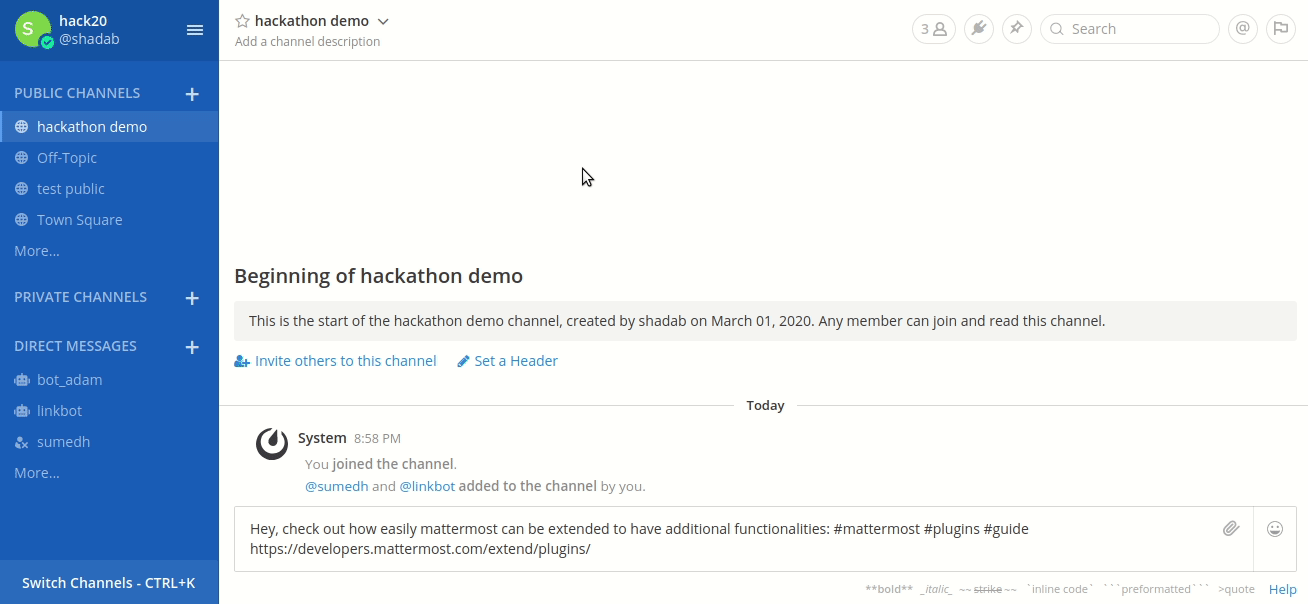 S
hack20
@shadab
PUBLIC CHANNELS +
hackathon demo
Off-Topic
test public
Town Square
More...
PRIVATE CHANNELS +
DIRECT MESSAGES +
bot_adam
linkbot
sumedh
More...
Switch Channels - CTRL+K
hackathon demo
Add a channel description
3
Search
@
Beginning of hackathon demo
This is the start of the hackathon demo channel, created by shadab on March 01, 2020. Any member can join and read this channel.
Invite others to this channel Set a Header
Today
System 8:58 PM
You joined the channel.
@sumedh and @linkbot added to the channel by you.
Hey, check out how easily mattermost can be extended to have additional functionalities: #mattermost #plugins #guide
https://developers.mattermost.com/extend/plugins/
**bold** _italic_ ~~strike~~ `inline code` ```preformatted``` >quote Help